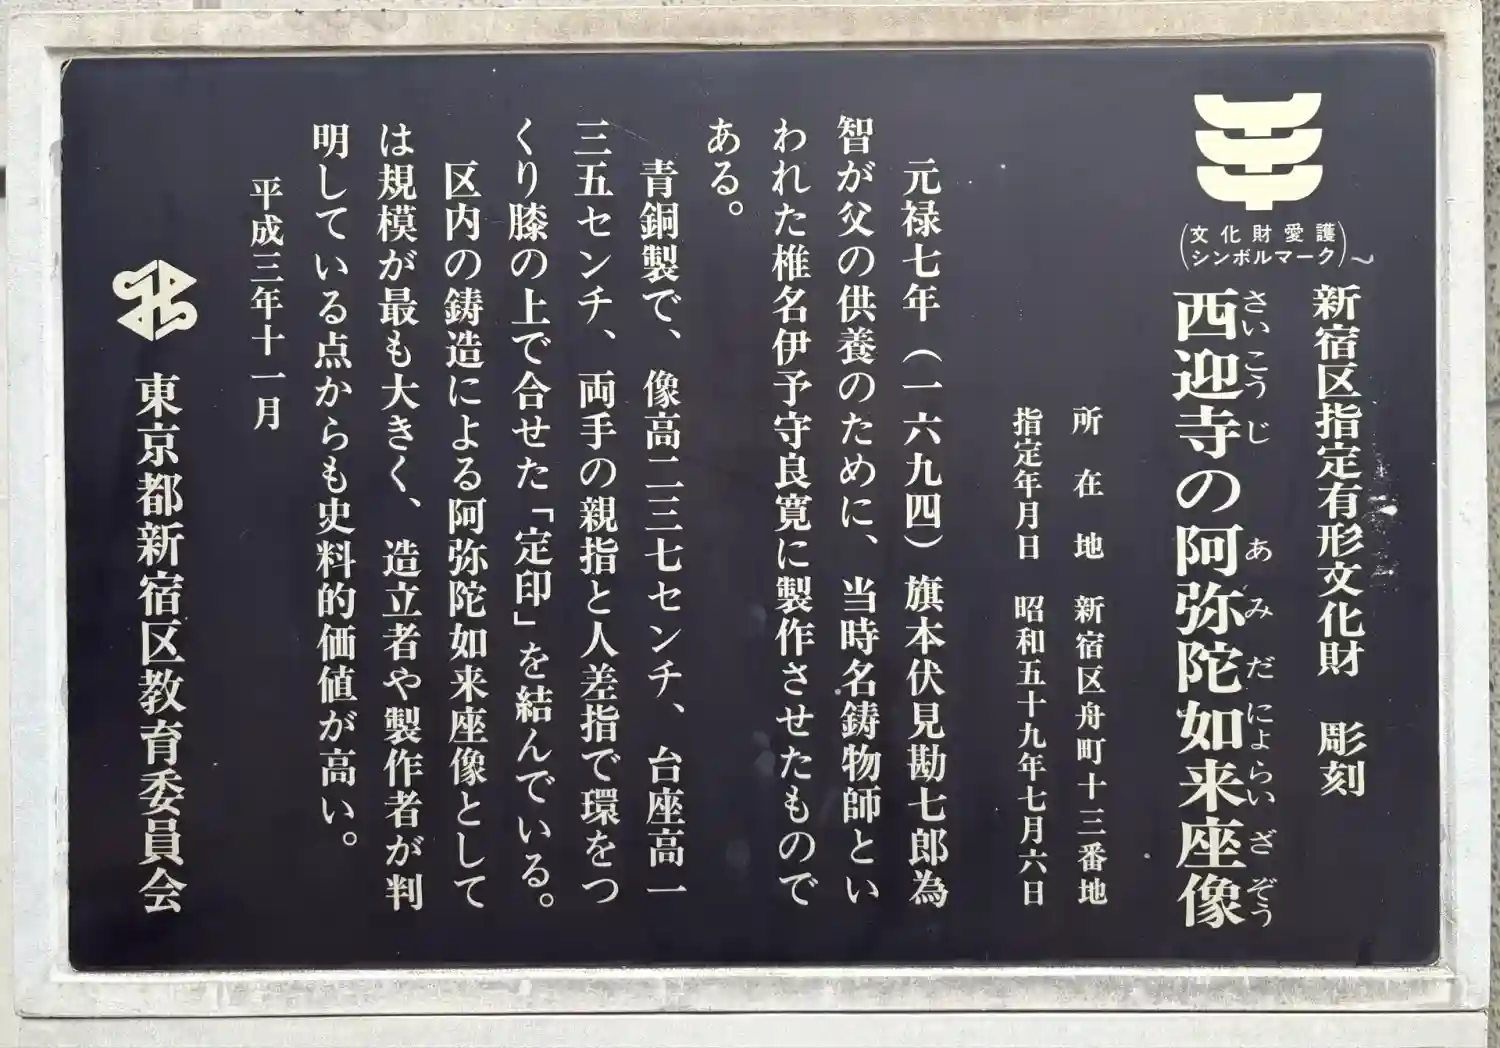 文化財愛護
シンボルマーク
新宿区指定有形文化財 彫刻
さいこうじ あみだにょらいざぞう
西迎寺の阿弥陀如来座像
所在地 新宿区舟町十三番地
指定年月日 昭和五十九年七月六日
元禄七年(一六九四)旗本伏見勘七郎為
智が父の供養のために、当時名鋳物師とい
われた椎名伊予守良寛に製作させたもので
ある。
青銅製で、像高二三七センチ、台座高一
三五センチ、両手の親指と人差指で環をつ
くり膝の上で合せた「定印」を結んでいる。
区内の鋳造による阿弥陀如来座像として
は規模が最も大きく、造立者や製作者が判
明している点からも史料的価値が高い。
平成三年十一月
東京都新宿区教育委員会